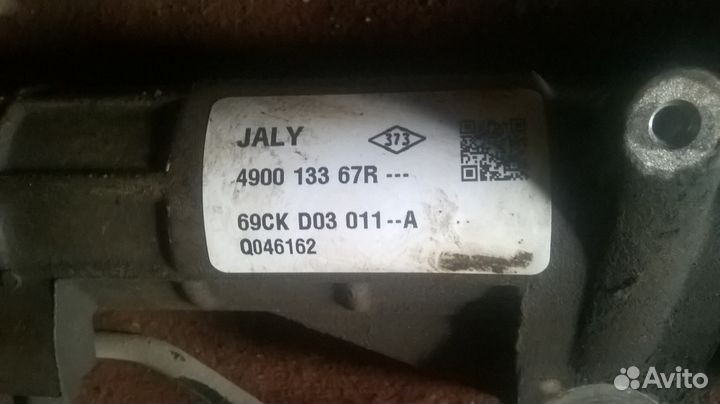 JALY 373
4900 133 67R ---
69CK D03 011--A
Q046162
Avito